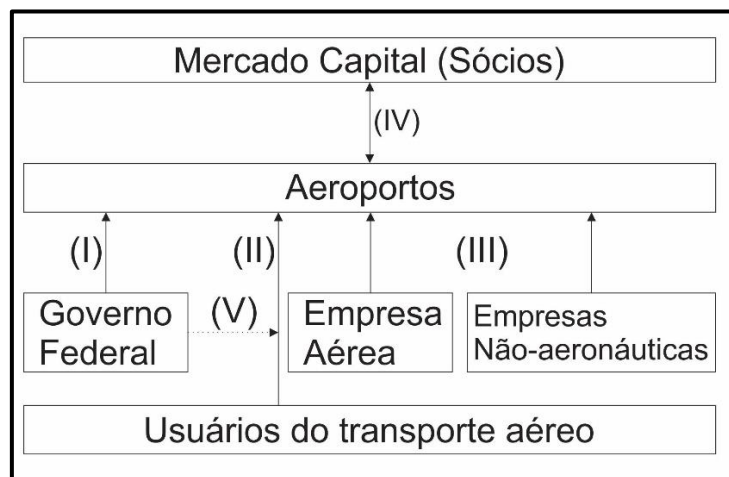 Mercado Capital (Sócios)
(IV)
Aeroportos
(I)
(II)
(III)
Governo
Federal
(V)
Empresa
Aérea
Empresas
Não-aeronáuticas
Usuários do transporte aéreo